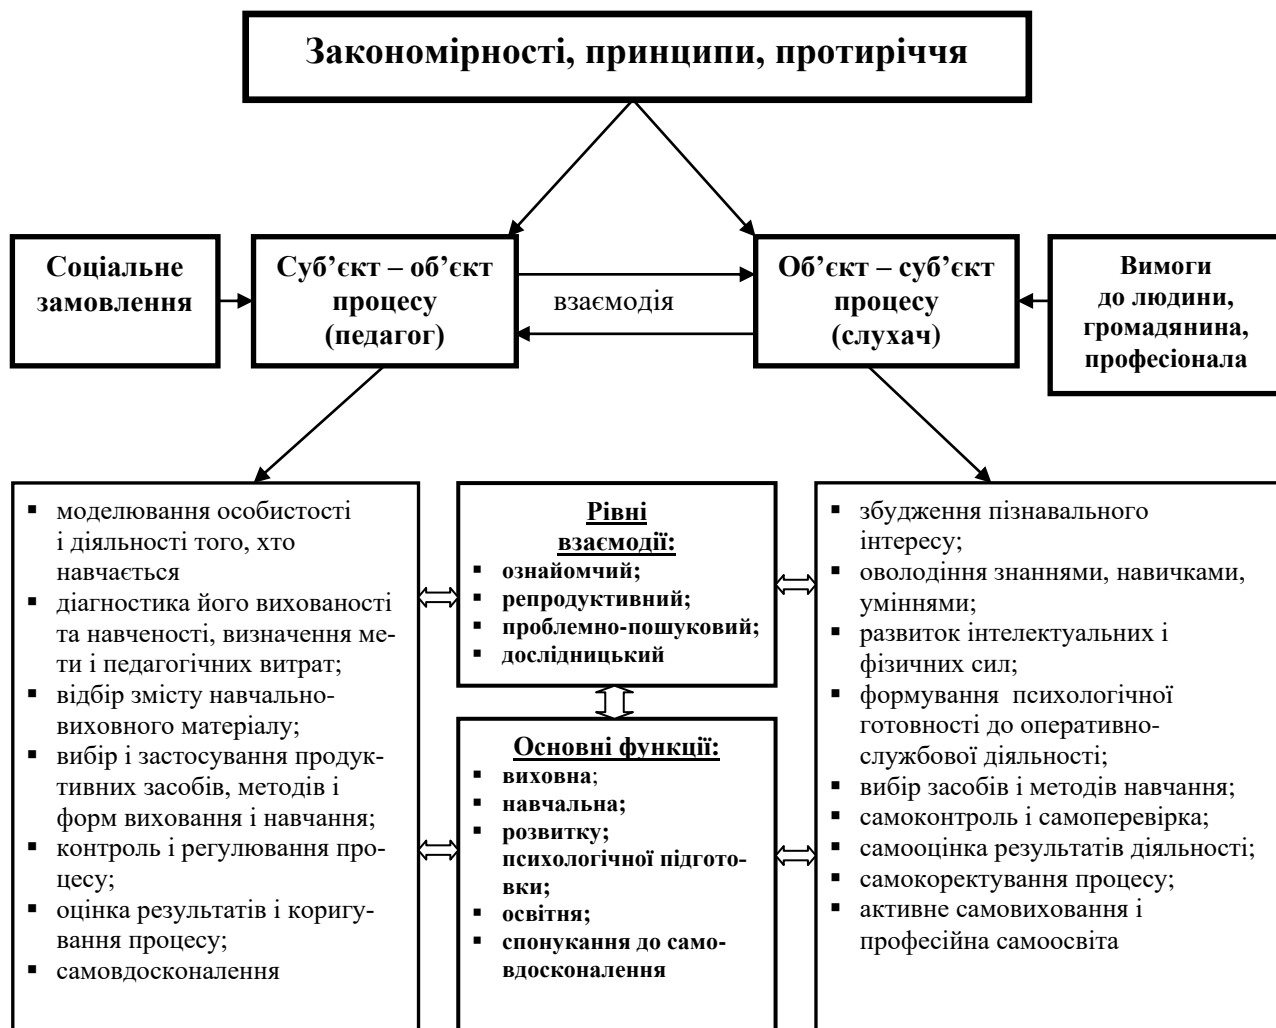 Закономірності, принципи, протиріччя
Соціальне
замовлення
Суб’єкт – об’єкт
процесу
(педагог)
взаємодія
Об’єкт – суб’єкт
процесу
(слухач)
Вимоги
до людини,
громадянина,
професіонала
▪ моделювання особистості
і діяльності того, хто
навчається
▪ діагностика його вихованості
та навченості, визначення ме-
ти і педагогічних витрат;
▪ відбір змісту навчально-
виховного матеріалу;
▪ вибір і застосування продук-
тивних засобів, методів і
форм виховання і навчання;
▪ контроль і регулювання про-
цесу;
▪ оцінка результатів і коригу-
вання процесу;
▪ самовдосконалення
Рівні
взаємодії:
▪ ознайомчий;
▪ репродуктивний;
▪ проблемно-пошуковий;
▪ дослідницький
Основні функції:
▪ виховна;
▪ навчальна;
▪ розвитку;
психологічної підгото-
вки;
▪ освітня;
▪ спонукання до само-
вдосконалення
▪ збудження пізнавального
інтересу;
▪ оволодіння знаннями, навичками,
уміннями;
▪ развиток інтелектуальних і
фізичних сил;
▪ формування психологічної
готовності до оперативно-
службової діяльності;
▪ вибір засобів і методів навчання;
▪ самоконтроль і самоперевірка;
▪ самооцінка результатів діяльності;
▪ самокоректування процесу;
▪ активне самовиховання і
професійна самоосвіта